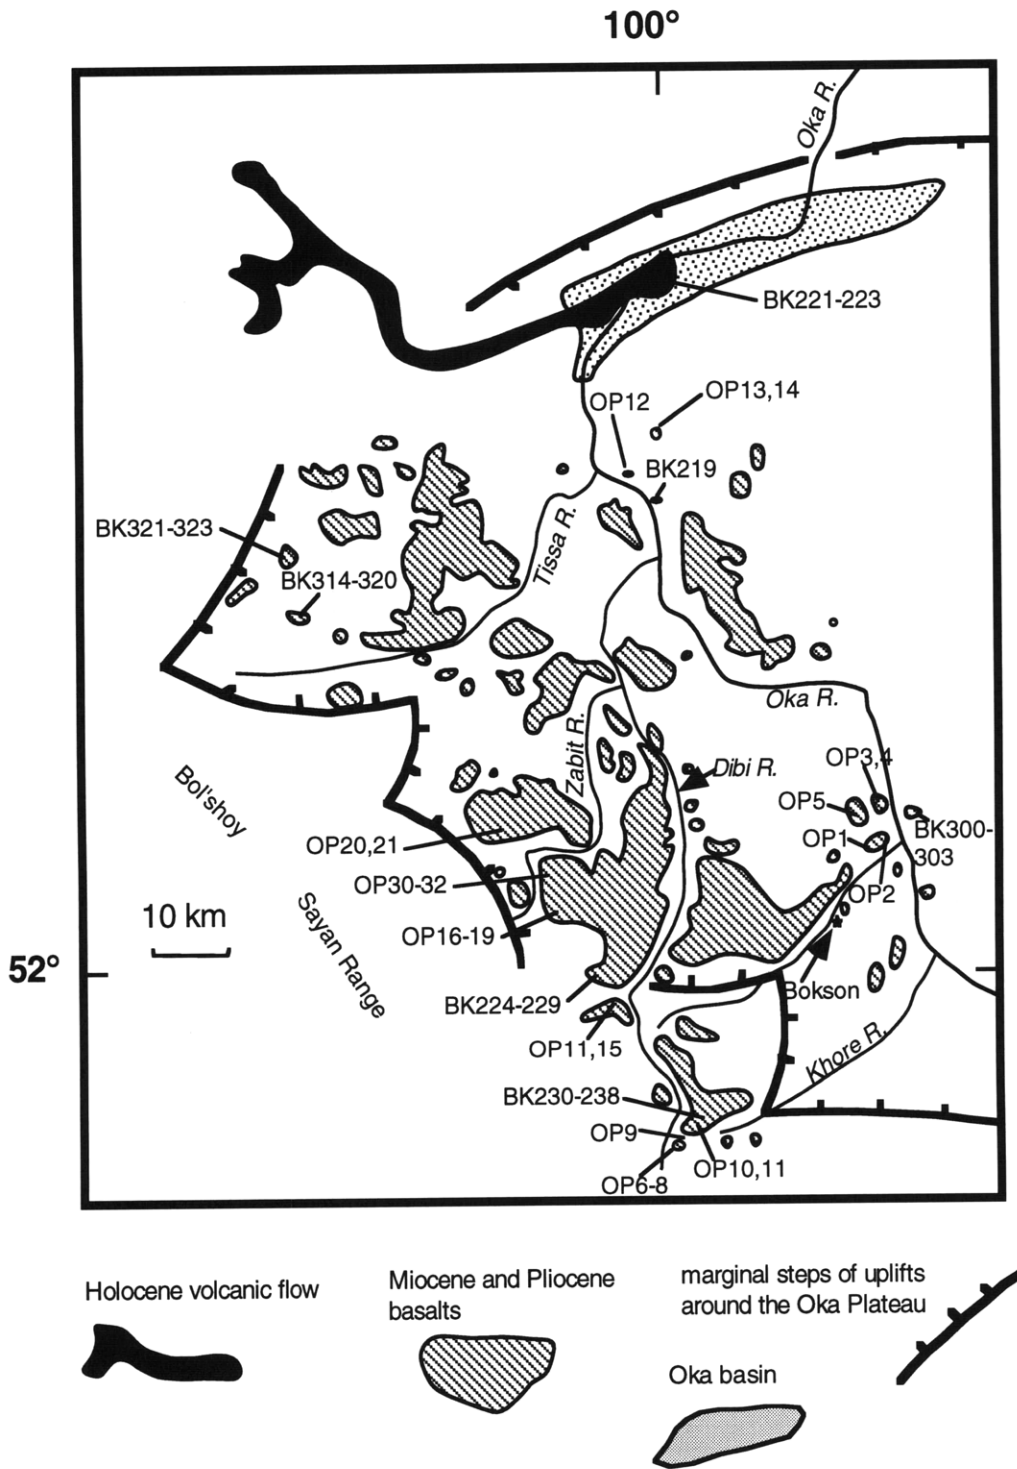 100°
Oka R.
BK221-223
OP13,14
OP12
BK219
BK321-323
Tissa R.
BK314-320
Oka R.
Zabit R.
Dibi R.
OP3,4
Bol'shoy
OP5
OP20,21
OP1
BK300-
303
OP30-32
OP2
10 km
Sayan Range
OP16-19
52°
Bokson
BK224-229
OP11,15
Khore R.
BK230-238
OP9
OP10,11
OP6-8
Holocene volcanic flow
Miocene and Pliocene
basalts
marginal steps of uplifts
around the Oka Plateau
Oka basin